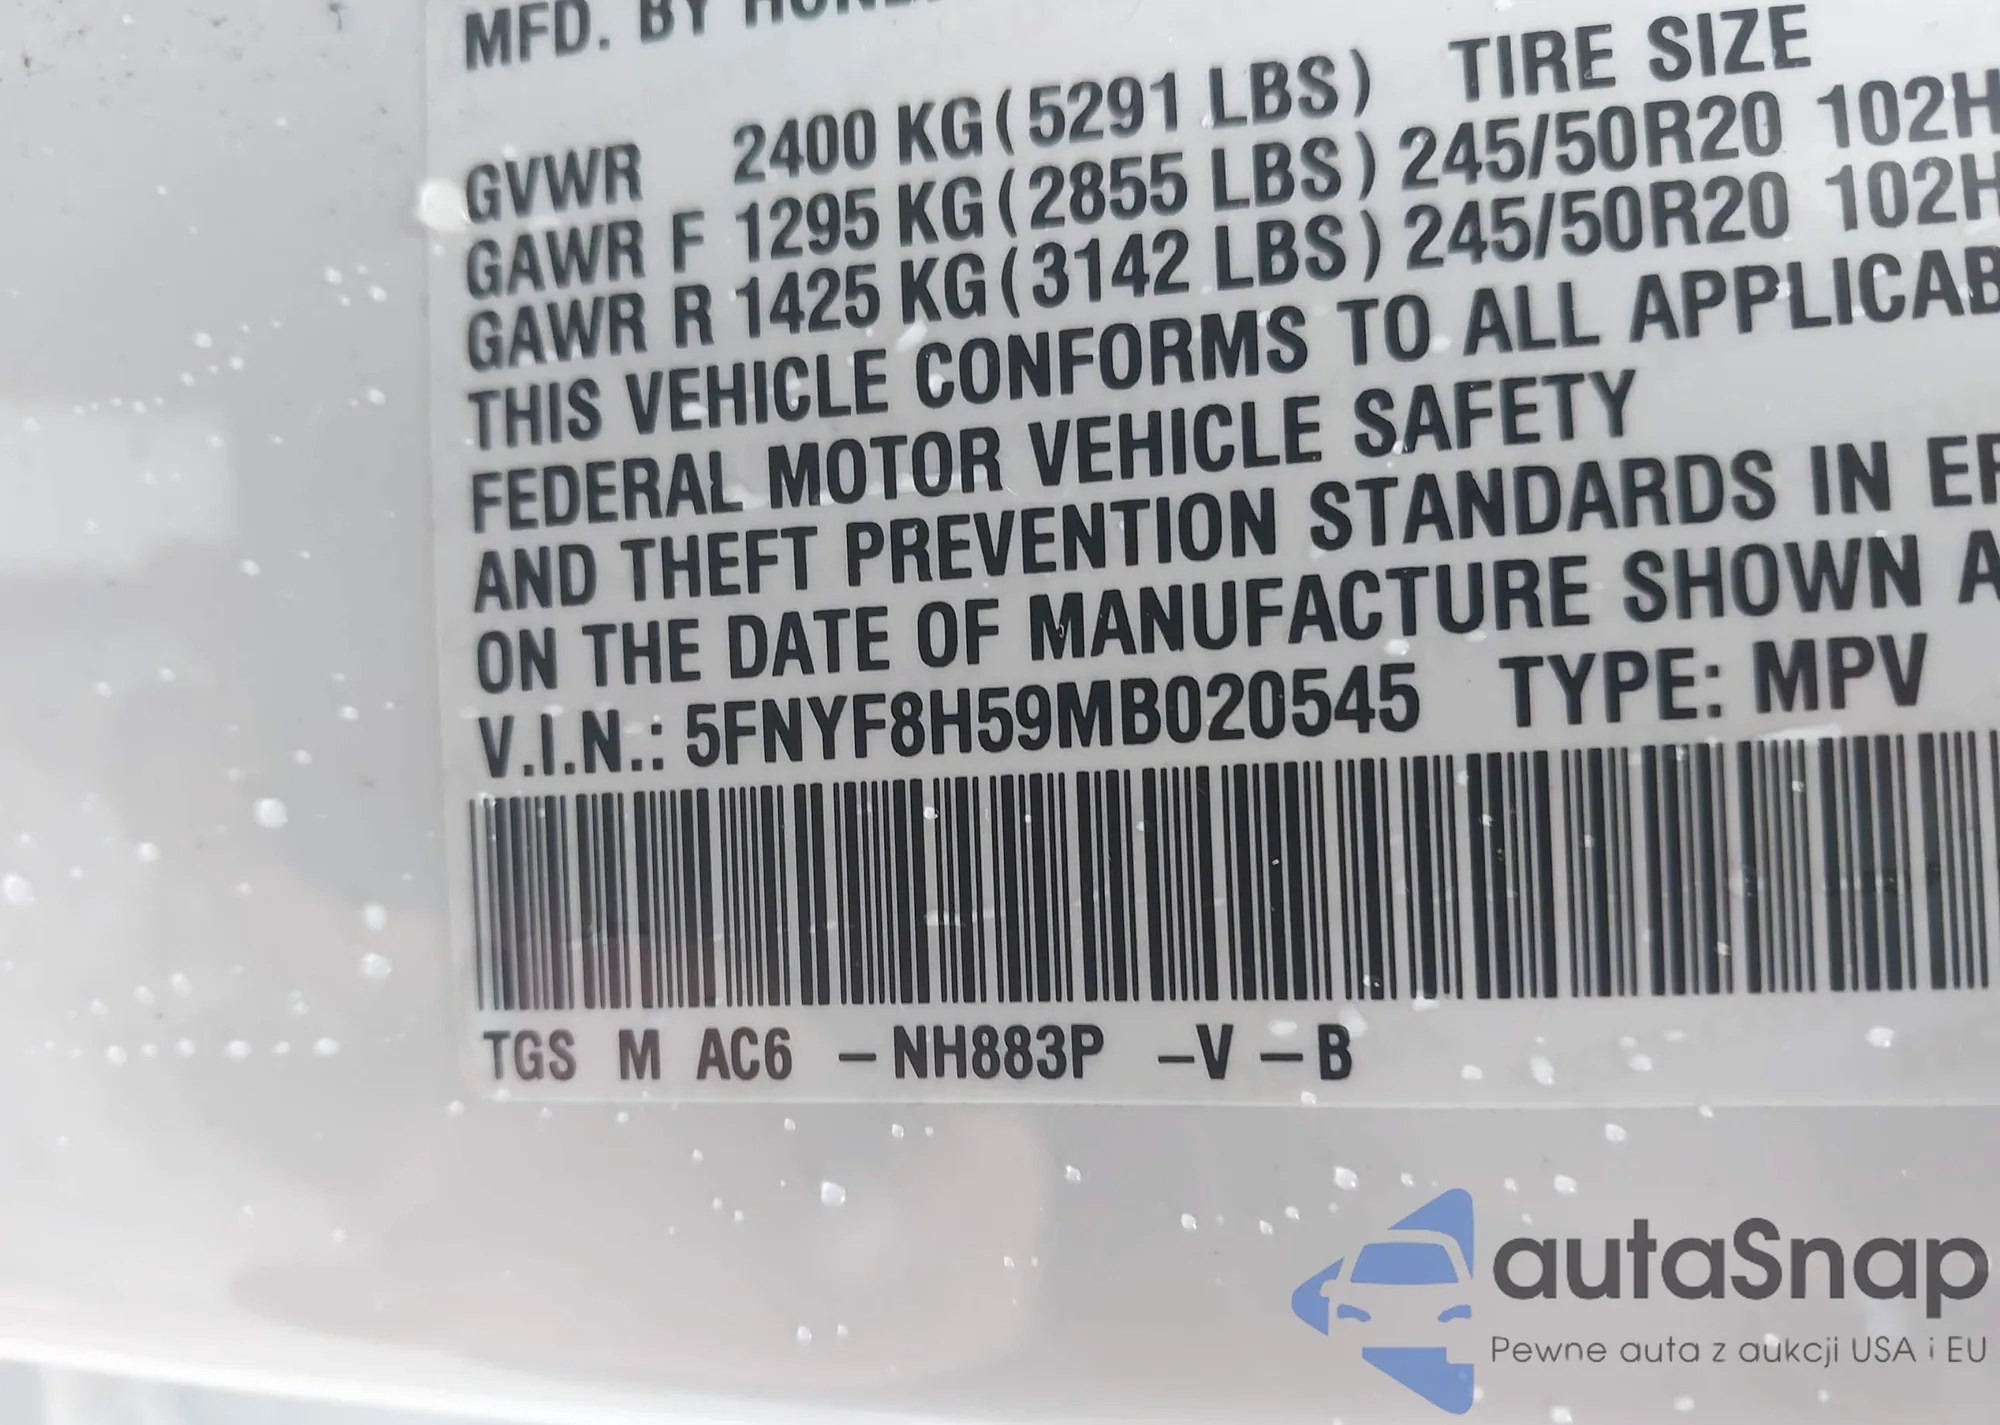 MFD. BY
GVWR 2400 KG (5291 LBS) TIRE SIZE
GAWR F 1295 KG (2855 LBS) 245/50R20 102H
GAWR R 1425 KG (3142 LBS) 245/50R20 102H
THIS VEHICLE CONFORMS TO ALL
FEDERAL MOTOR VEHICLE SAFETY
AND THEFT PREVENTION STANDARDS IN
ON THE DATE OF MANUFACTURE SHOWN
V.I.N.: 5FNYF8H59MB020545 TYPE: MPV
TGS M AC6 –NH883P –V –B
autaSnap
Pewne auta z aukcji USA i EU